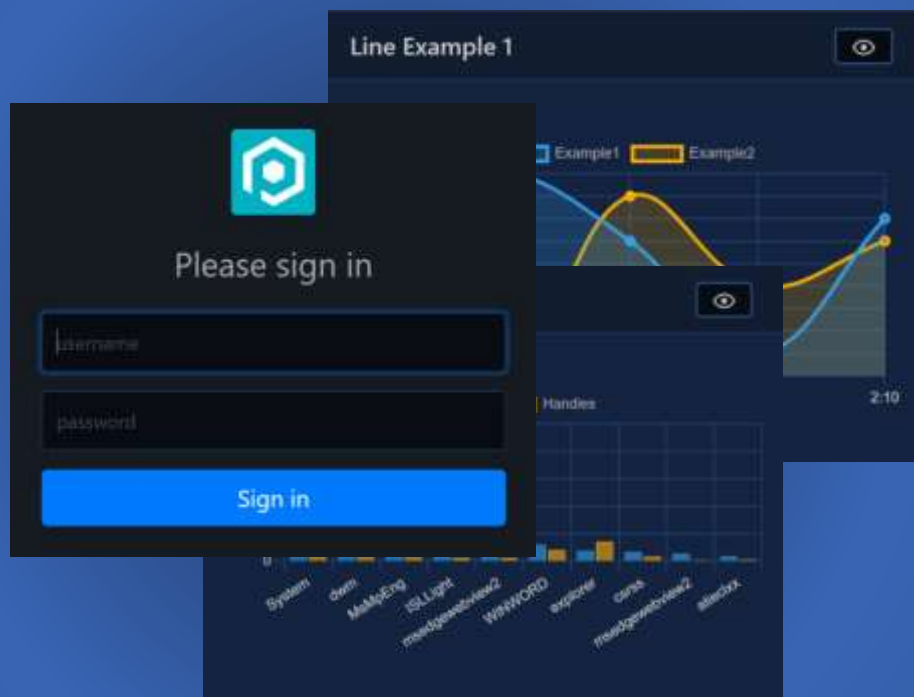 Line Example 1
Example1 Example2
2:10
Please sign in
username
password
Sign in
Handles
0
System dwm MsMpEng ISLLight msedgewebview2 WINWORD explorer csrss msedgewebview2 atieclxx